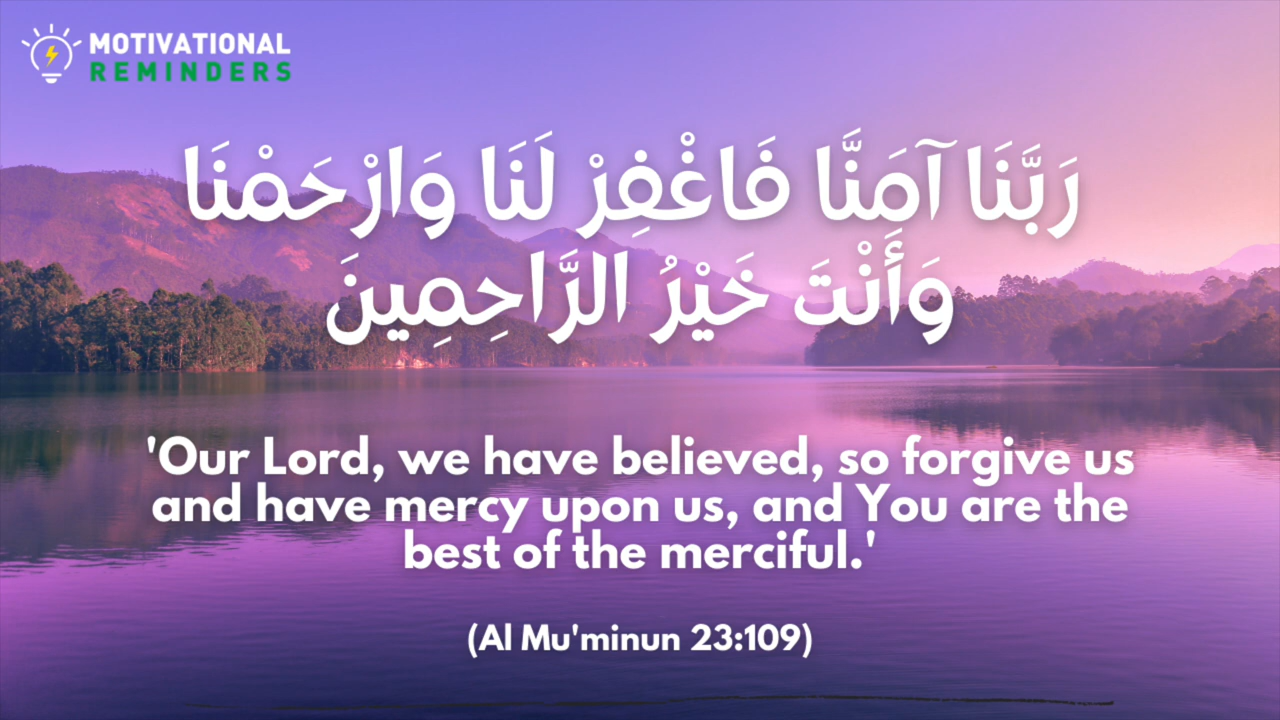 MOTIVATIONAL
REMINDERS
رَبَّنَا آمَنَّا فَاغْفِرْ لَنَا وَارْحَمْنَا
وَأَنْتَ خَيْرُ الرَّاحِمِينَ
'Our Lord, we have believed, so forgive us
and have mercy upon us, and You are the
best of the merciful.'
(Al Mu'minun 23:109)